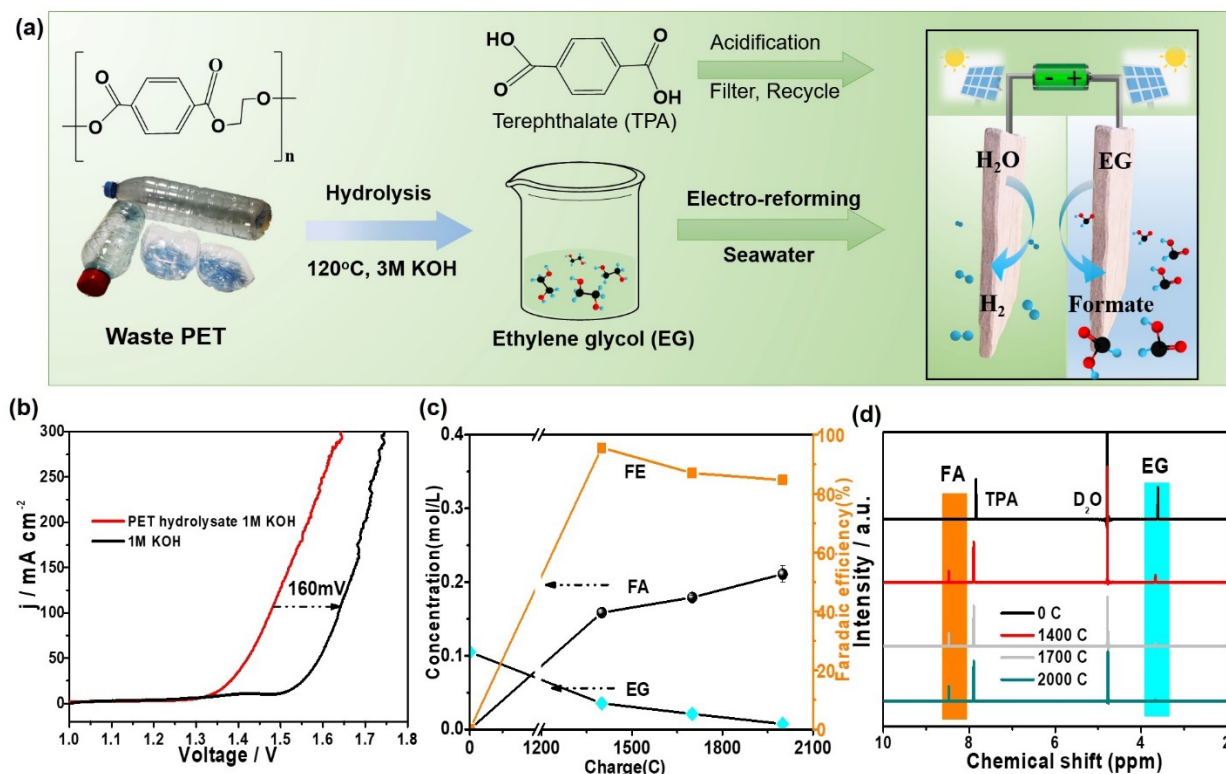 (a)
O
O
O
O
n
Waste PET
Hydrolysis
120°C, 3M KOH
HO
O
O
OH
Terephthalate (TPA)
Ethylene glycol (EG)
Acidification
Filter, Recycle
Electro-reforming
Seawater
- +
H2O
EG
H2
Formate
(b)
300
250
200
150
100
50
0
j / mA cm-2
PET hydrolysate 1M KOH
1M KOH
160mV
1.0 1.1 1.2 1.3 1.4 1.5 1.6 1.7 1.8
Voltage / V
(c)
0.4
0.3
0.2
0.1
0.0
Concentration(mol/L)
FE
FA
EG
100
80
60
40
20
0
Faradaic efficiency(%)
0 1200 1500 1800 2100
Charge(C)
(d)
FA
TPA
D2O
EG
Intensity / a.u.
0 C
1400 C
1700 C
2000 C
10 8 6 4 2
Chemical shift (ppm)